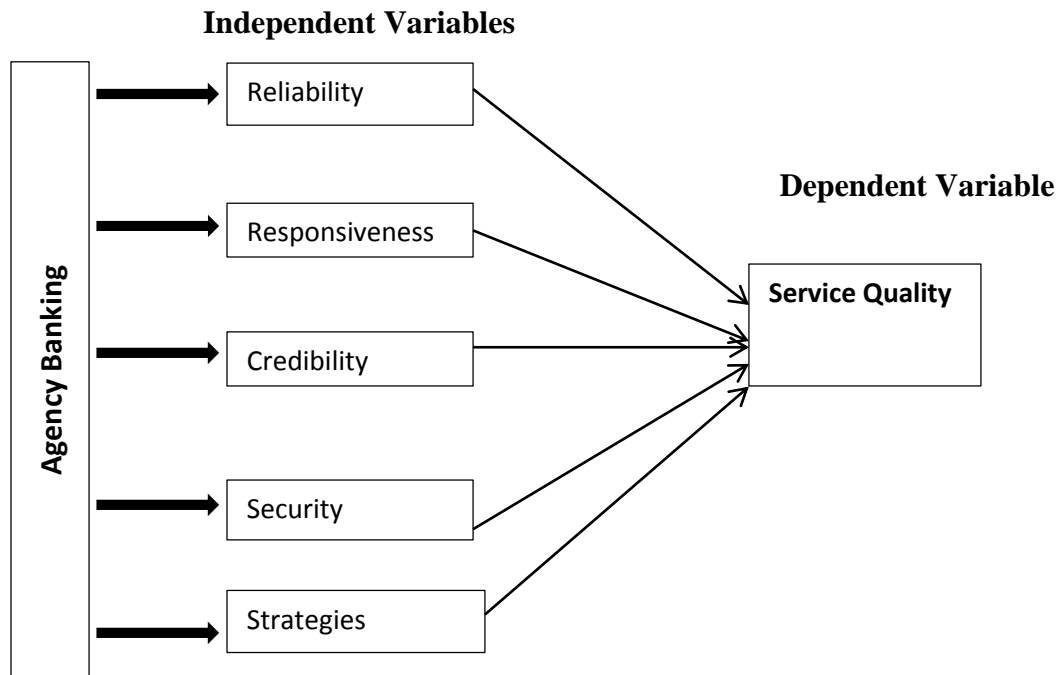 Independent Variables
Agency Banking
Reliability
Responsiveness
Credibility
Security
Strategies
Dependent Variable
Service Quality